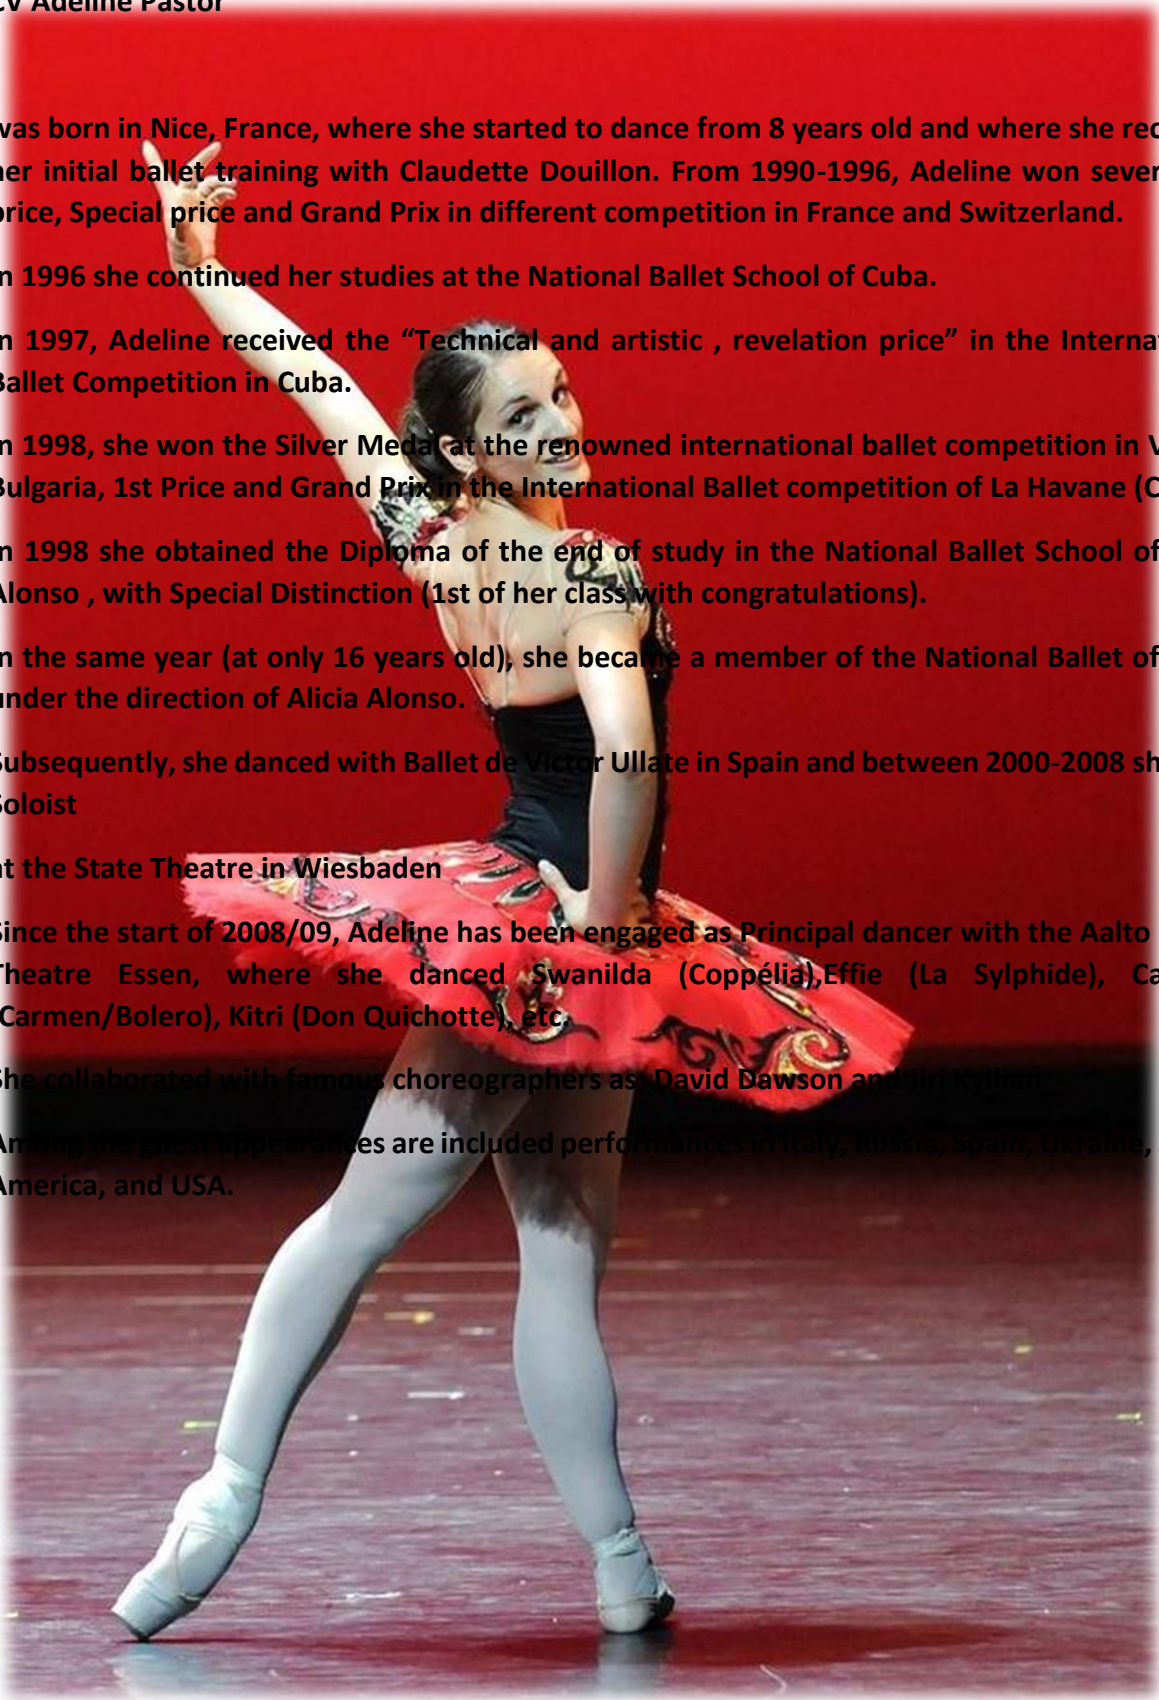 CV Adeline Pastor
was born in Nice, France, where she started to dance from 8 years old and where she rec
her initial ballet training with Claudette Douillon. From 1990-1996, Adeline won sever
price, Special price and Grand Prix in different competition in France and Switzerland.
In 1996 she continued her studies at the National Ballet School of Cuba.
In 1997, Adeline received the “Technical and artistic , revelation price” in the Interna
Ballet Competition in Cuba.
In 1998, she won the Silver Medal at the renowned international ballet competition in V
Bulgaria, 1st Price and Grand Prix in the International Ballet competition of La Havane (C
In 1998 she obtained the Diploma of the end of study in the National Ballet School of
Alonso , with Special Distinction (1st of her class with congratulations).
In the same year (at only 16 years old), she became a member of the National Ballet of
under the direction of Alicia Alonso.
Subsequently, she danced with Ballet de Victor Ullate in Spain and between 2000-2008 sh
Soloist
at the State Theatre in Wiesbaden
Since the start of 2008/09, Adeline has been engaged as Principal dancer with the Aalto
Theatre Essen, where she danced Swanilda (Coppélia),Effie (La Sylphide), Ca
(Carmen/Bolero), Kitri (Don Quichotte), etc.
She collaborated with famous choreographers as: David Dawson and Jiri Kyllian
Among the guest appearances are included performances in Italy, Russia, Spain, Ukraine,
America, and USA.